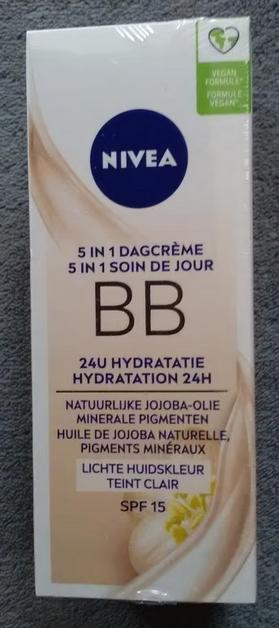 VEGAN
FORMULE*
FORMULE
VEGAN*
NIVEA
5 IN 1 DAGCRÈME
5 IN 1 SOIN DE JOUR
BB
24U HYDRATATIE
HYDRATATION 24H
NATUURLIJKE JOJOBA-OLIE
MINERALE PIGMENTEN
HUILE DE JOJOBA NATURELLE,
PIGMENTS MINÉRAUX
LICHTE HUIDSKLEUR
TEINT CLAIR
SPF 15